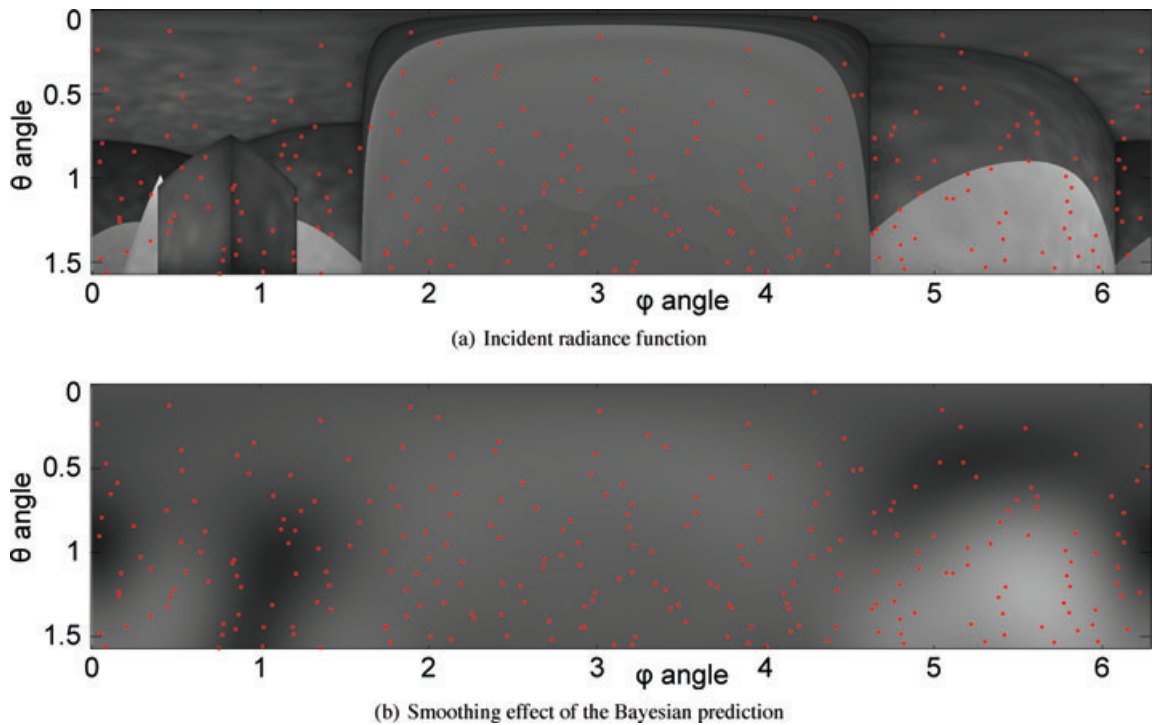 0
0.5
1
1.5
θ angle
0 1 2 3 4 5 6
φ angle
(a) Incident radiance function
0
0.5
1
1.5
θ angle
0 1 2 3 4 5 6
φ angle
(b) Smoothing effect of the Bayesian prediction